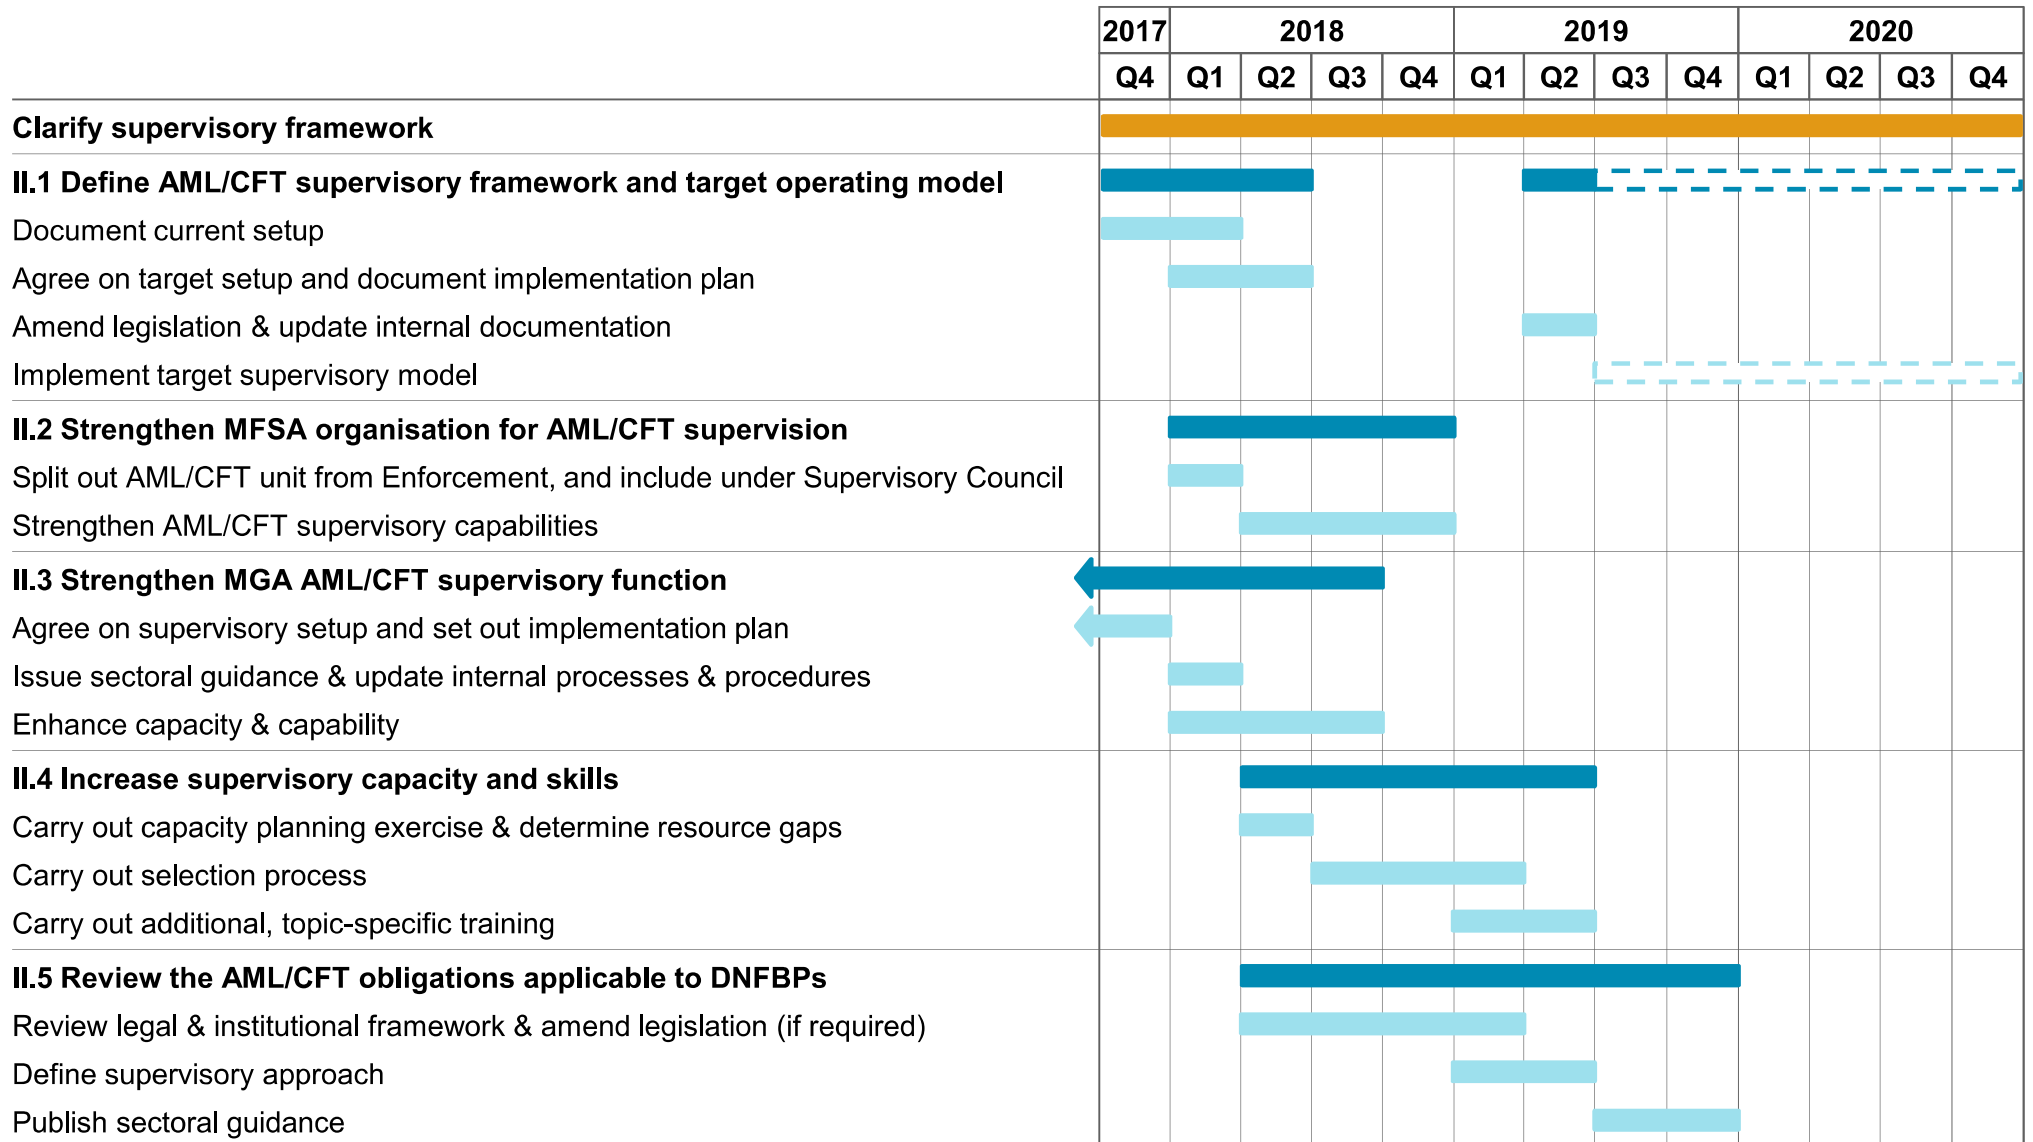 2017 2018 2019 2020
Q4 Q1 Q2 Q3 Q4 Q1 Q2 Q3 Q4 Q1 Q2 Q3 Q4
Clarify supervisory framework
II.1 Define AML/CFT supervisory framework and target operating model
Document current setup
Agree on target setup and document implementation plan
Amend legislation & update internal documentation
Implement target supervisory model
II.2 Strengthen MFSA organisation for AML/CFT supervision
Split out AML/CFT unit from Enforcement, and include under Supervisory Council
Strengthen AML/CFT supervisory capabilities
II.3 Strengthen MGA AML/CFT supervisory function
Agree on supervisory setup and set out implementation plan
Issue sectoral guidance & update internal processes & procedures
Enhance capacity & capability
II.4 Increase supervisory capacity and skills
Carry out capacity planning exercise & determine resource gaps
Carry out selection process
Carry out additional, topic-specific training
II.5 Review the AML/CFT obligations applicable to DNFBPs
Review legal & institutional framework & amend legislation (if required)
Define supervisory approach
Publish sectoral guidance